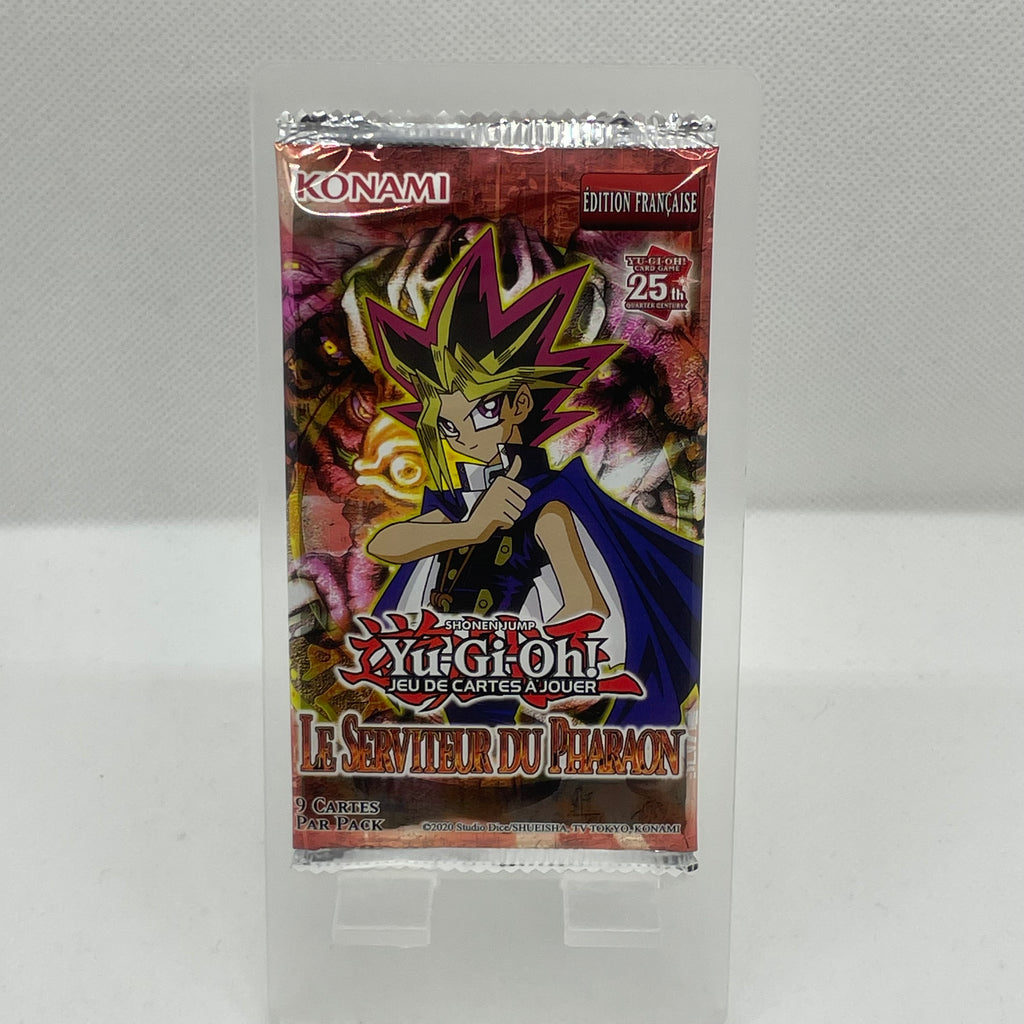 KONAMI
ÉDITION FRANÇAISE
YU-GI-OH!
CARD GAME
25th
QUARTER CENTURY
SHONEN JUMP
Yu-Gi-Oh!
JEU DE CARTES À JOUER
LE SERVITEUR DU PHARAON
9 CARTES
PAR PACK
©2020 Studio Dice/SHUEISHA, TV TOKYO, KONAMI